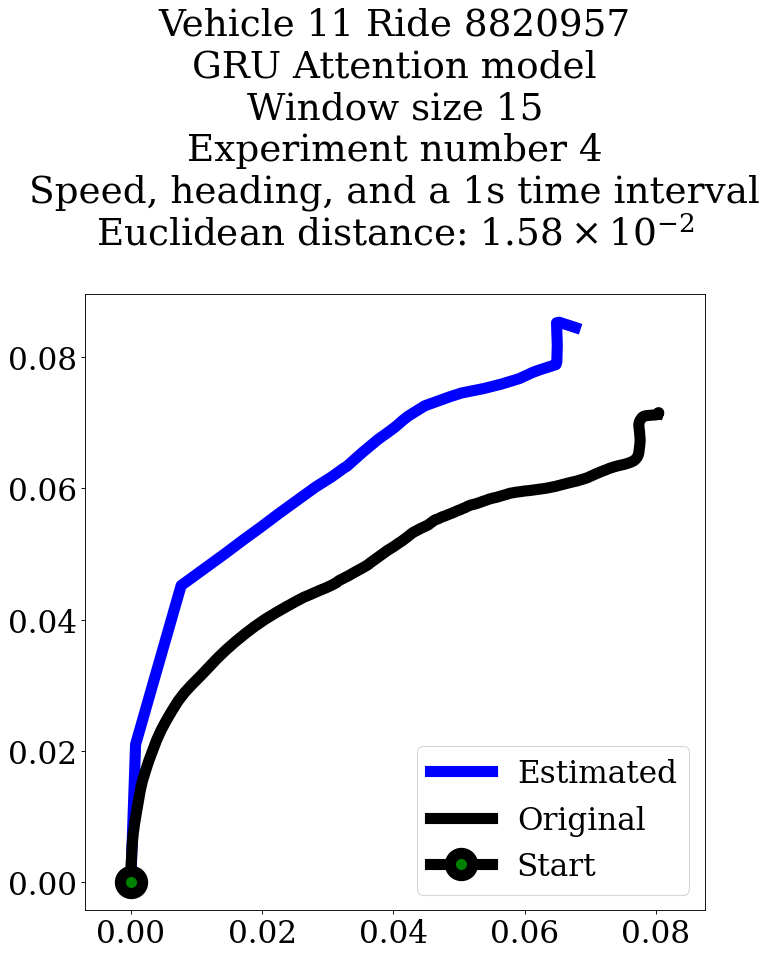 Vehicle 11 Ride 8820957
GRU Attention model
Window size 15
Experiment number 4
Speed, heading, and a 1s time interval
Euclidean distance: 1.58 × 10⁻²
0.08
0.06
0.04
0.02
0.00
Estimated
Original
Start
0.00 0.02 0.04 0.06 0.08